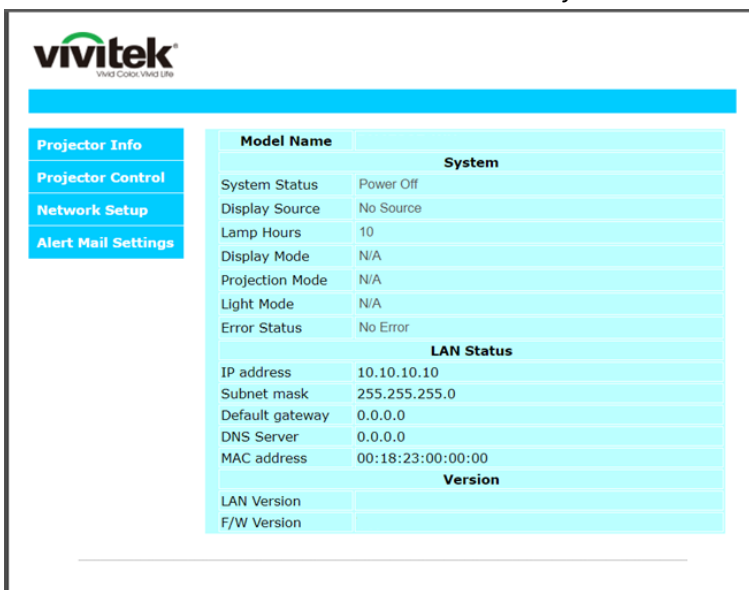 vivitek
Vivid Color. Vivid Life
Projector Info
Projector Control
Network Setup
Alert Mail Settings
Model Name
System
System Status Power Off
Display Source No Source
Lamp Hours 10
Display Mode N/A
Projection Mode N/A
Light Mode N/A
Error Status No Error
LAN Status
IP address 10.10.10.10
Subnet mask 255.255.255.0
Default gateway 0.0.0.0
DNS Server 0.0.0.0
MAC address 00:18:23:00:00:00
Version
LAN Version
F/W Version